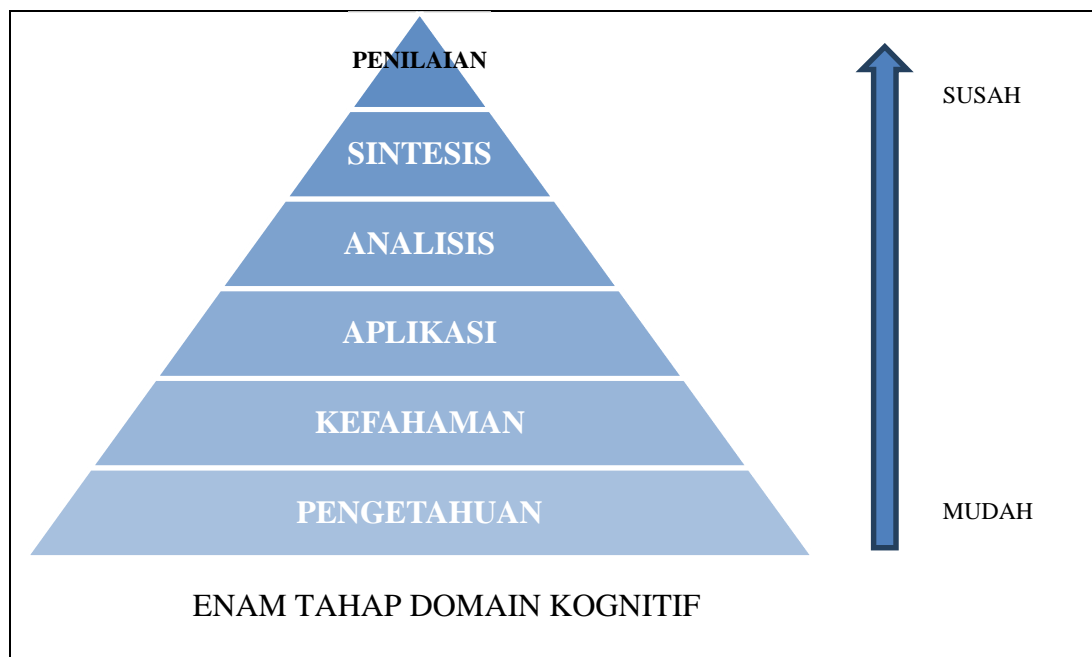 PENILAIAN
SUSAH
SINTESIS
ANALISIS
APLIKASI
KEFAHAMAN
PENGETAHUAN
MUDAH
ENAM TAHAP DOMAIN KOGNITIF